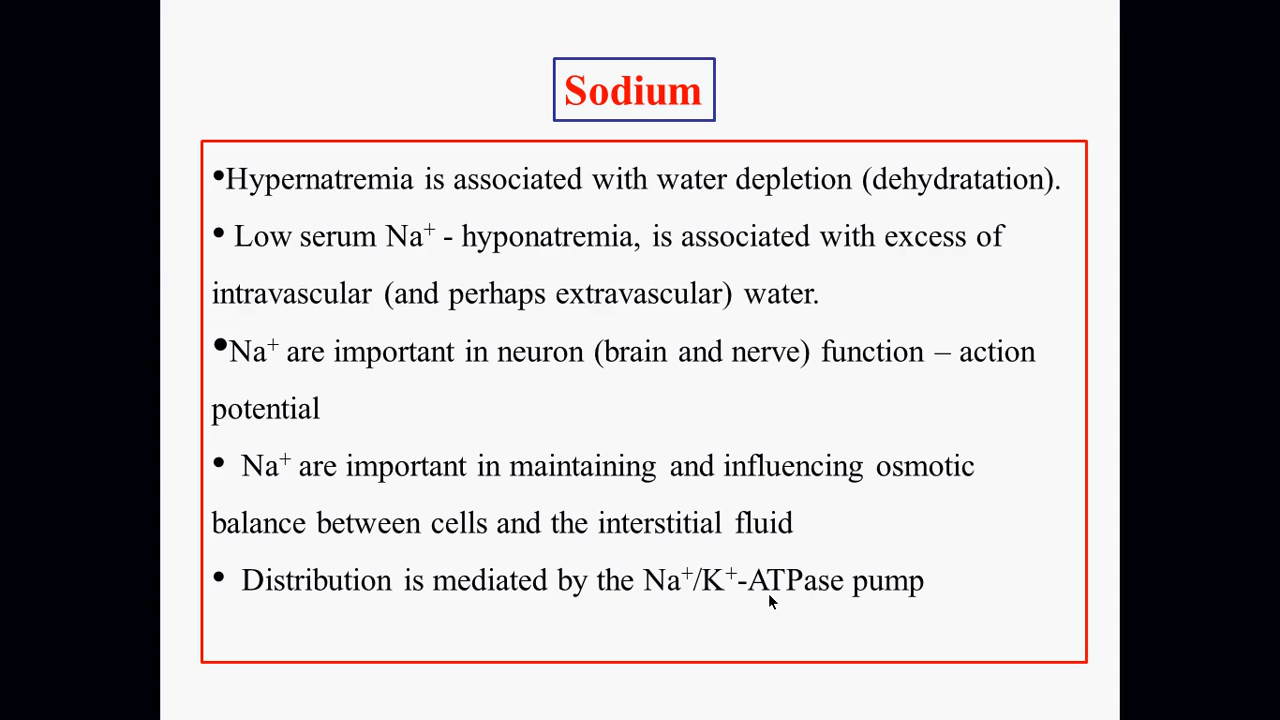 Sodium
•Hypernatremia is associated with water depletion (dehydratation).
• Low serum Na⁺ - hyponatremia, is associated with excess of
intravascular (and perhaps extravascular) water.
•Na⁺ are important in neuron (brain and nerve) function – action
potential
• Na⁺ are important in maintaining and influencing osmotic
balance between cells and the interstitial fluid
• Distribution is mediated by the Na⁺/K⁺-ATPase pump